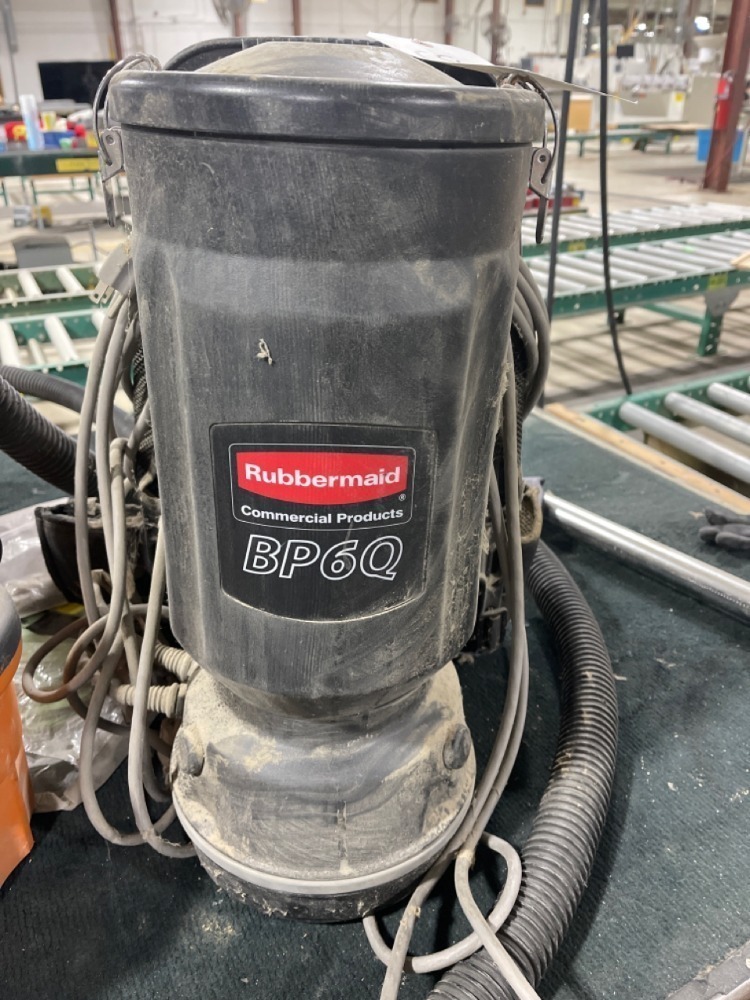 Rubbermaid
®
Commercial Products
BP6Q